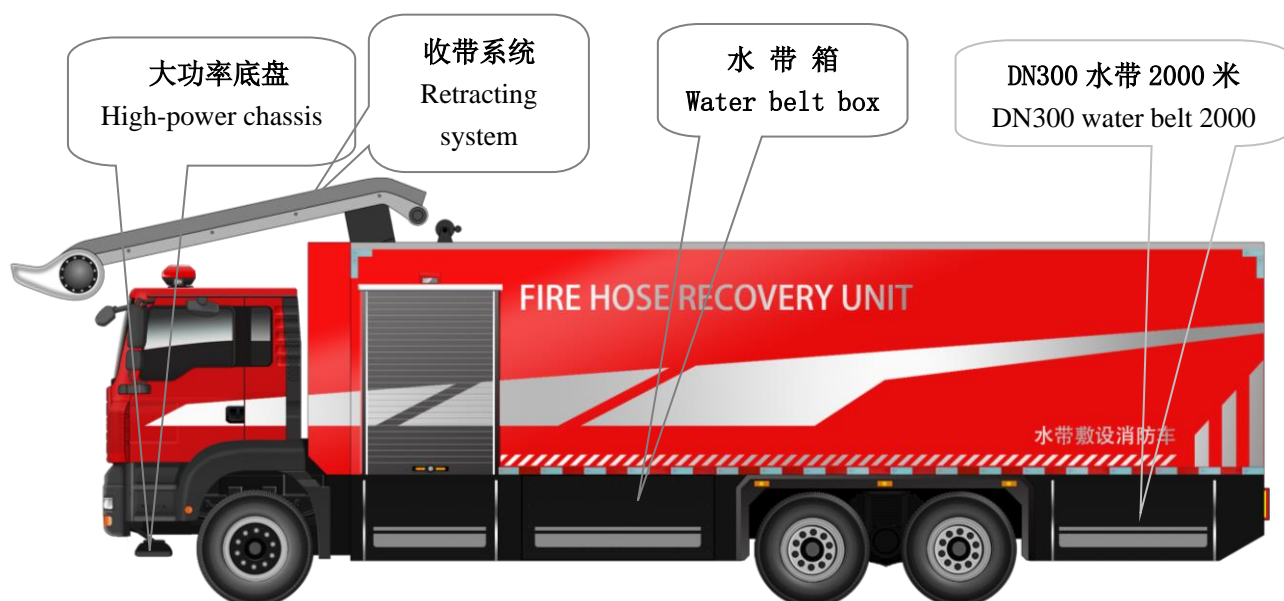 大功率底盘
High-power chassis
收带系统
Retracting
system
水 带 箱
Water belt box
DN300 水带 2000 米
DN300 water belt 2000
FIRE HOSE RECOVERY UNIT
水带敷设消防车